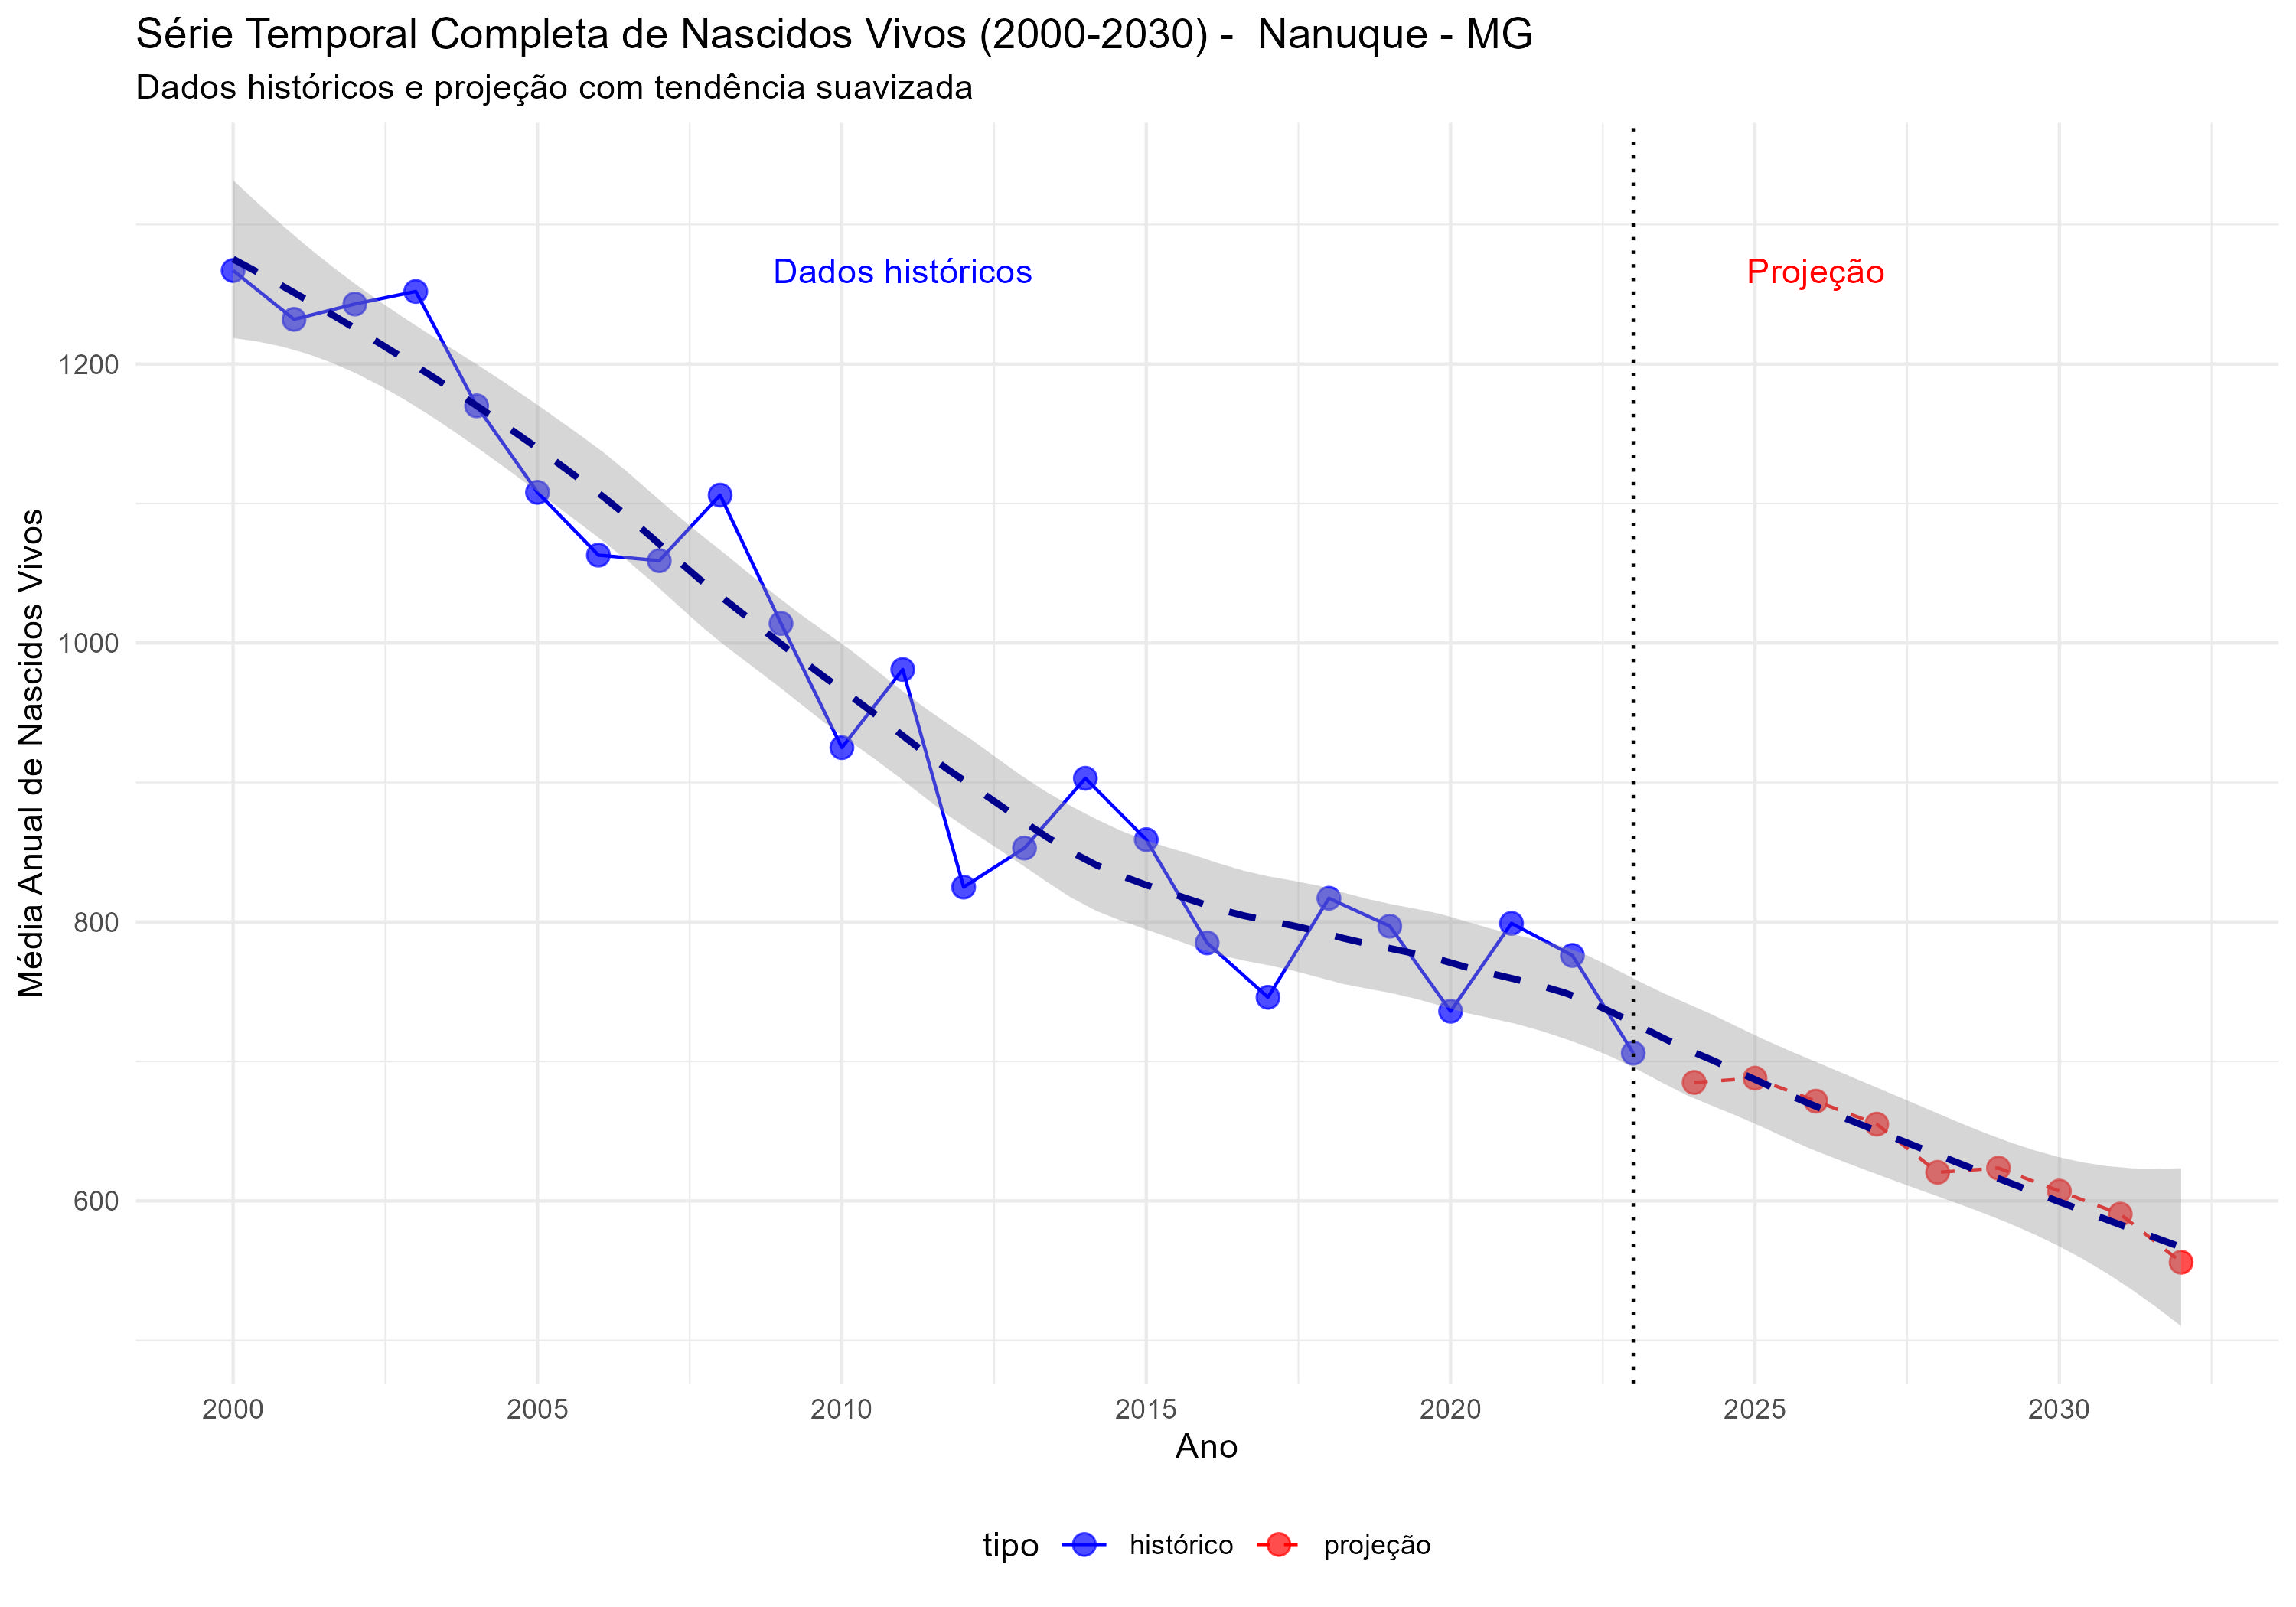 Série Temporal Completa de Nascidos Vivos (2000-2030) -  Nanuque - MG
Dados históricos e projeção com tendência suavizada
Dados históricos
Projeção
Média Anual de Nascidos Vivos
1200
1000
800
600
2000
2005
2010
2015
2020
2025
2030
Ano
tipo
histórico
projeção